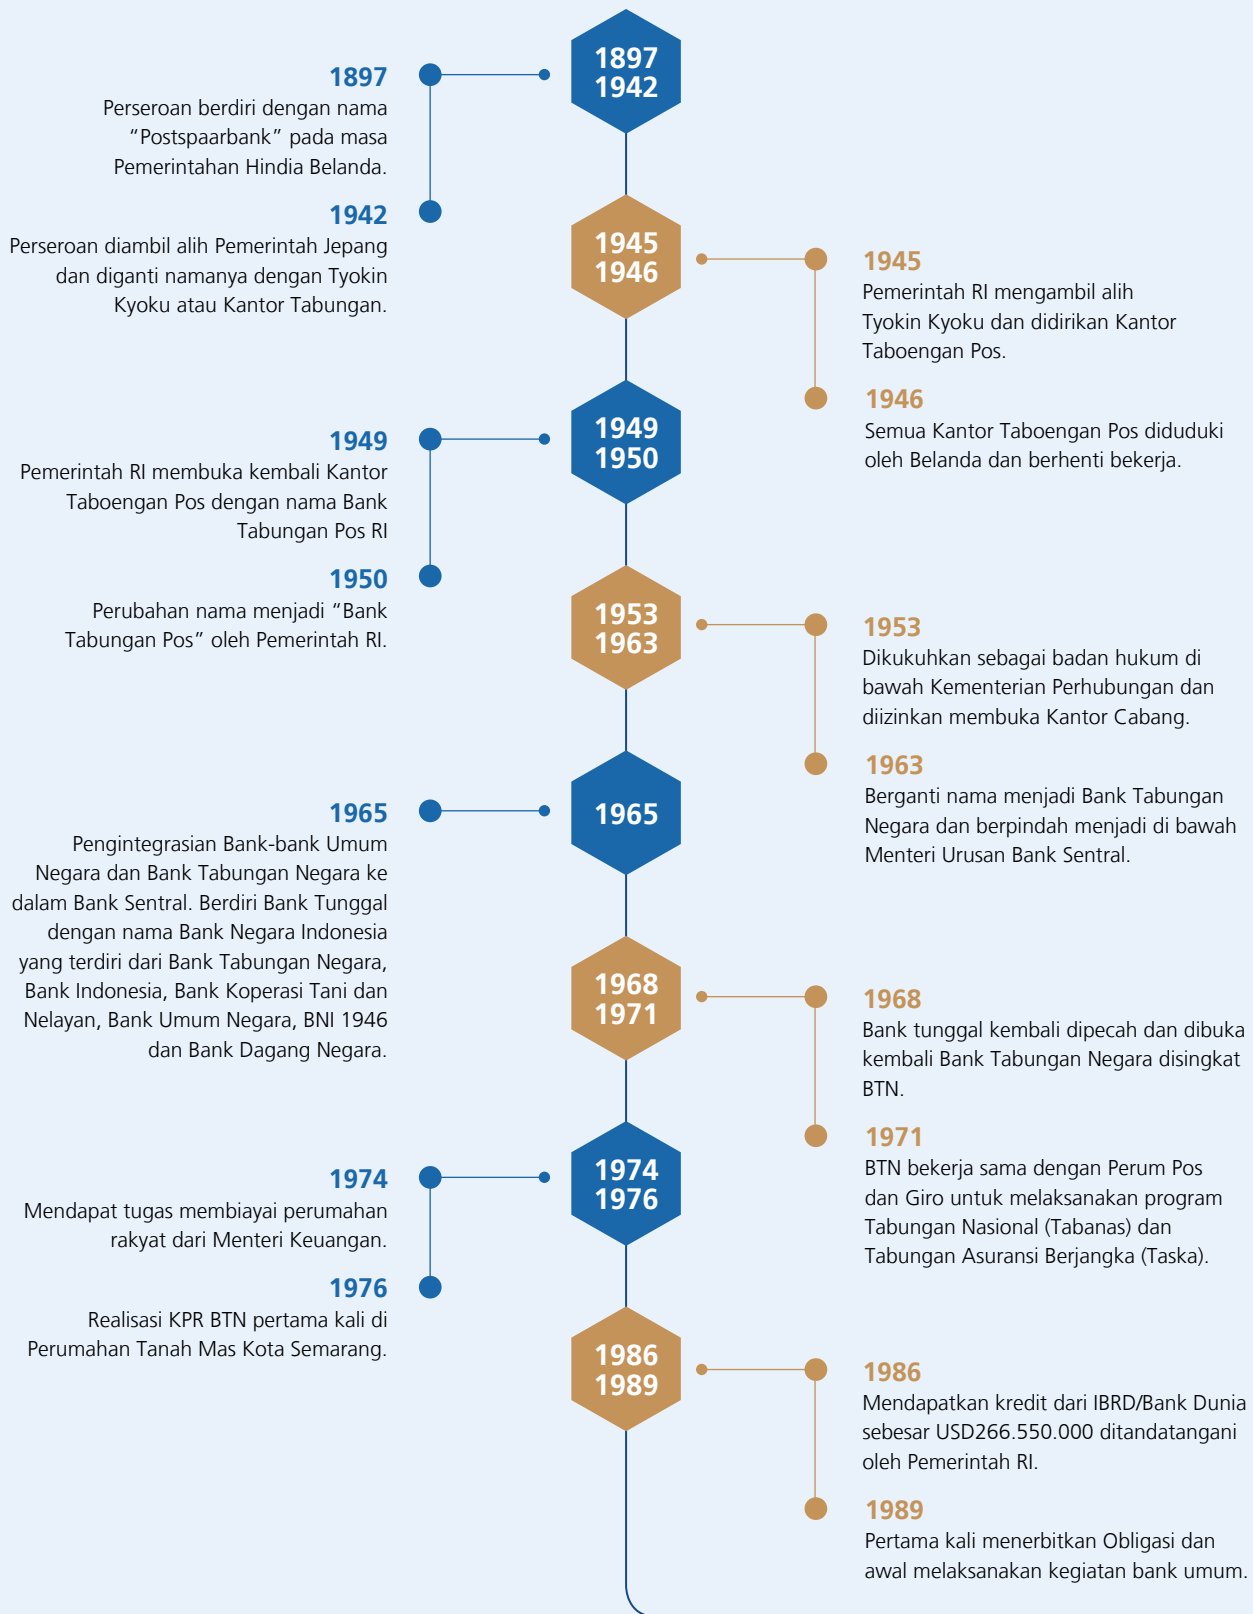 1897
1942
1897
Perseroan berdiri dengan nama
“Postspaarbank” pada masa
Pemerintahan Hindia Belanda.
1942
Perseroan diambil alih Pemerintah Jepang
dan diganti namanya dengan Tyokin
Kyoku atau Kantor Tabungan.
1945
1946
1945
Pemerintah RI mengambil alih
Tyokin Kyoku dan didirikan Kantor
Taboengan Pos.
1946
Semua Kantor Taboengan Pos diduduki
oleh Belanda dan berhenti bekerja.
1949
1950
1949
Pemerintah RI membuka kembali Kantor
Taboengan Pos dengan nama Bank
Tabungan Pos RI
1950
Perubahan nama menjadi “Bank
Tabungan Pos” oleh Pemerintah RI.
1953
1963
1953
Dikukuhkan sebagai badan hukum di
bawah Kementerian Perhubungan dan
diizinkan membuka Kantor Cabang.
1963
Berganti nama menjadi Bank Tabungan
Negara dan berpindah menjadi di bawah
Menteri Urusan Bank Sentral.
1965
1965
Pengintegrasian Bank-bank Umum
Negara dan Bank Tabungan Negara ke
dalam Bank Sentral. Berdiri Bank Tunggal
dengan nama Bank Negara Indonesia
yang terdiri dari Bank Tabungan Negara,
Bank Indonesia, Bank Koperasi Tani dan
Nelayan, Bank Umum Negara, BNI 1946
dan Bank Dagang Negara.
1968
1971
1968
Bank tunggal kembali dipecah dan dibuka
kembali Bank Tabungan Negara disingkat
BTN.
1971
BTN bekerja sama dengan Perum Pos
dan Giro untuk melaksanakan program
Tabungan Nasional (Tabanas) dan
Tabungan Asuransi Berjangka (Taska).
1974
1976
1974
Mendapat tugas membiayai perumahan
rakyat dari Menteri Keuangan.
1976
Realisasi KPR BTN pertama kali di
Perumahan Tanah Mas Kota Semarang.
1986
1989
1986
Mendapatkan kredit dari IBRD/Bank Dunia
sebesar USD266.550.000 ditandatangani
oleh Pemerintah RI.
1989
Pertama kali menerbitkan Obligasi dan
awal melaksanakan kegiatan bank umum.